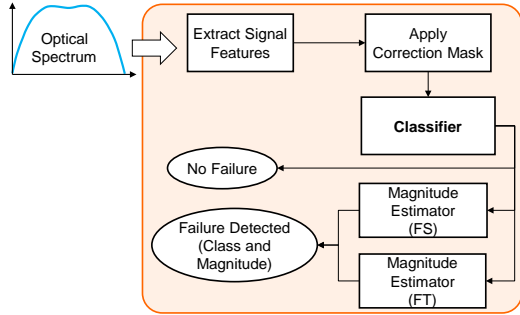 Optical
Spectrum
Extract Signal
Features
Apply
Correction Mask
Classifier
No Failure
Magnitude
Estimator
(FS)
Failure Detected
(Class and
Magnitude)
Magnitude
Estimator
(FT)